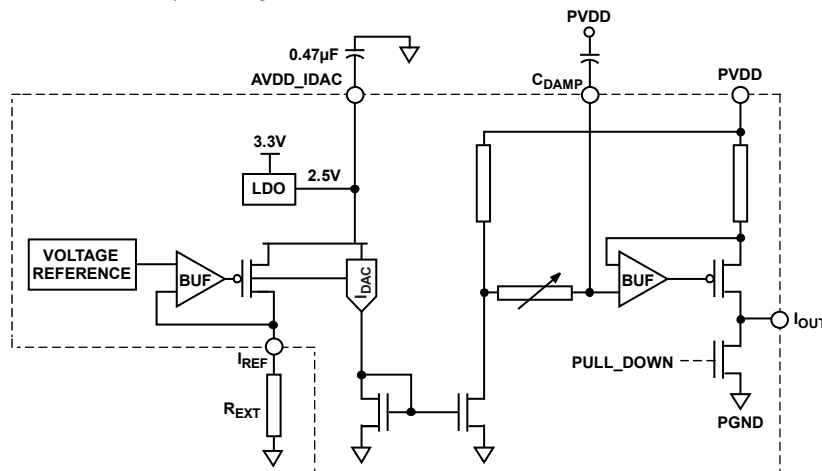 0.47µF
AVDD_IDAC
PVDD
CDAMP
PVDD
3.3V
LDO
2.5V
VOLTAGE
REFERENCE
BUF
IDAC
BUF
IOUT
IREF
REXT
PULL_DOWN
PGND